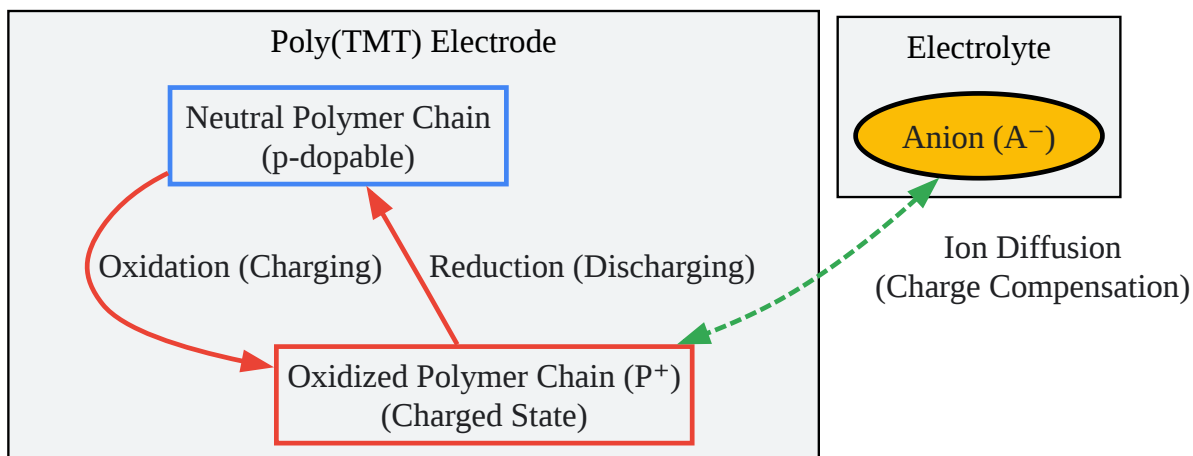 Poly(TMT) Electrode
Neutral Polymer Chain
(p-dopable)
Oxidation (Charging)
Reduction (Discharging)
Oxidized Polymer Chain (P⁺)
(Charged State)
Electrolyte
Anion (A⁻)
Ion Diffusion
(Charge Compensation)